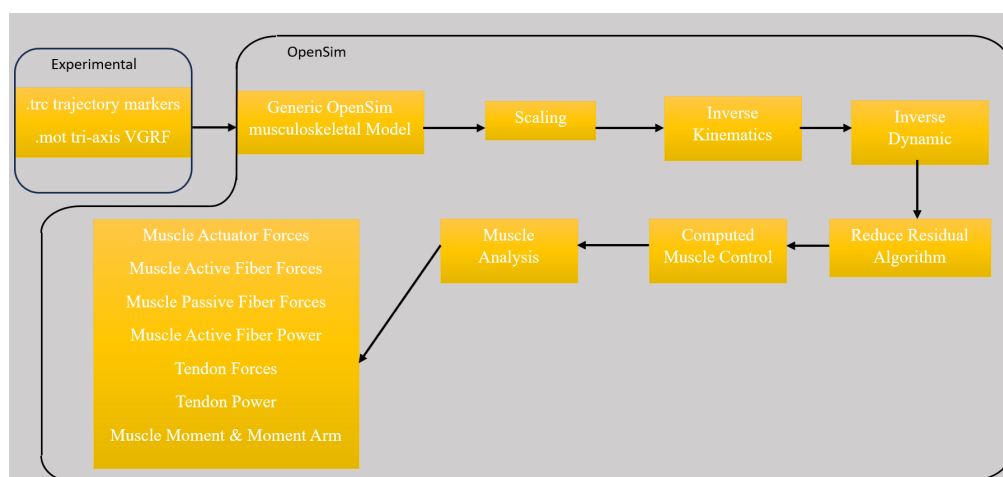 Experimental
OpenSim
.trc trajectory markers
.mot tri-axis VGRF
Generic OpenSim
musculoskeletal Model
Scaling
Inverse
Kinematics
Inverse
Dynamic
Reduce Residual
Algorithm
Computed
Muscle Control
Muscle
Analysis
Muscle Actuator Forces
Muscle Active Fiber Forces
Muscle Passive Fiber Forces
Muscle Active Fiber Power
Tendon Forces
Tendon Power
Muscle Moment & Moment Arm